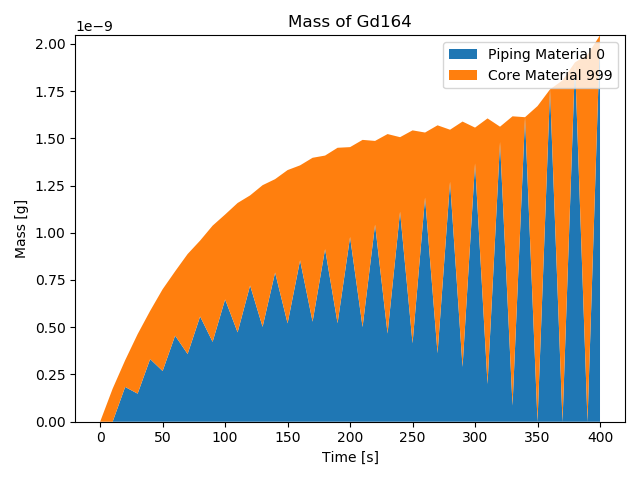 Mass of Gd164
1e−9
Piping Material 0
Core Material 999
2.00
1.75
1.50
1.25
1.00
0.75
0.50
0.25
0.00
Mass [g]
0 50 100 150 200 250 300 350 400
Time [s]